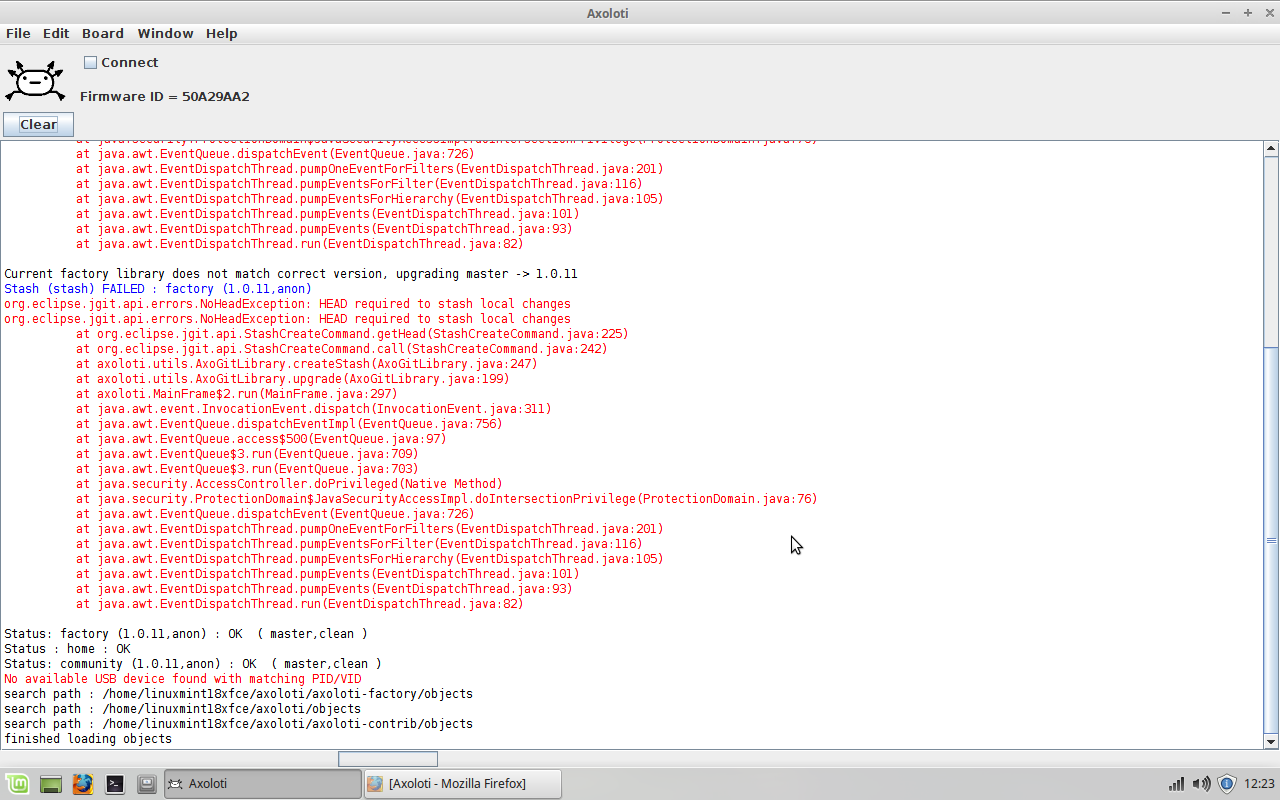 Axoloti
File Edit Board Window Help
Connect
Firmware ID = 50A29AA2
Clear
at java.security.ProtectionDomain$JavaSecurityAccessImpl.doIntersectionPrivilege(ProtectionDomain.java:76)
at java.awt.EventQueue.dispatchEvent(EventQueue.java:726)
at java.awt.EventDispatchThread.pumpOneEventForFilters(EventDispatchThread.java:201)
at java.awt.EventDispatchThread.pumpEventsForFilter(EventDispatchThread.java:116)
at java.awt.EventDispatchThread.pumpEventsForHierarchy(EventDispatchThread.java:105)
at java.awt.EventDispatchThread.pumpEvents(EventDispatchThread.java:101)
at java.awt.EventDispatchThread.pumpEvents(EventDispatchThread.java:93)
at java.awt.EventDispatchThread.run(EventDispatchThread.java:82)
Current factory library does not match correct version, upgrading master -> 1.0.11
Stash (stash) FAILED : factory (1.0.11,anon)
org.eclipse.jgit.api.errors.NoHeadException: HEAD required to stash local changes
org.eclipse.jgit.api.errors.NoHeadException: HEAD required to stash local changes
at org.eclipse.jgit.api.StashCreateCommand.getHead(StashCreateCommand.java:225)
at org.eclipse.jgit.api.StashCreateCommand.call(StashCreateCommand.java:242)
at axoloti.utils.AxoGitLibrary.createStash(AxoGitLibrary.java:247)
at axoloti.utils.AxoGitLibrary.upgrade(AxoGitLibrary.java:199)
at axoloti.MainFrame$2.run(MainFrame.java:297)
at java.awt.event.InvocationEvent.dispatch(InvocationEvent.java:311)
at java.awt.EventQueue.dispatchEventImpl(EventQueue.java:756)
at java.awt.EventQueue.access$500(EventQueue.java:97)
at java.awt.EventQueue$3.run(EventQueue.java:709)
at java.awt.EventQueue$3.run(EventQueue.java:703)
at java.security.AccessController.doPrivileged(Native Method)
at java.security.ProtectionDomain$JavaSecurityAccessImpl.doIntersectionPrivilege(ProtectionDomain.java:76)
at java.awt.EventQueue.dispatchEvent(EventQueue.java:726)
at java.awt.EventDispatchThread.pumpOneEventForFilters(EventDispatchThread.java:201)
at java.awt.EventDispatchThread.pumpEventsForFilter(EventDispatchThread.java:116)
at java.awt.EventDispatchThread.pumpEventsForHierarchy(EventDispatchThread.java:105)
at java.awt.EventDispatchThread.pumpEvents(EventDispatchThread.java:101)
at java.awt.EventDispatchThread.pumpEvents(EventDispatchThread.java:93)
at java.awt.EventDispatchThread.run(EventDispatchThread.java:82)
Status: factory (1.0.11,anon) : OK  ( master,clean )
Status : home : OK
Status: community (1.0.11,anon) : OK  ( master,clean )
No available USB device found with matching PID/VID
search path : /home/linuxmint18xfce/axoloti/axoloti-factory/objects
search path : /home/linuxmint18xfce/axoloti/objects
search path : /home/linuxmint18xfce/axoloti/axoloti-contrib/objects
finished loading objects
Axoloti [Axoloti - Mozilla Firefox] 12:23